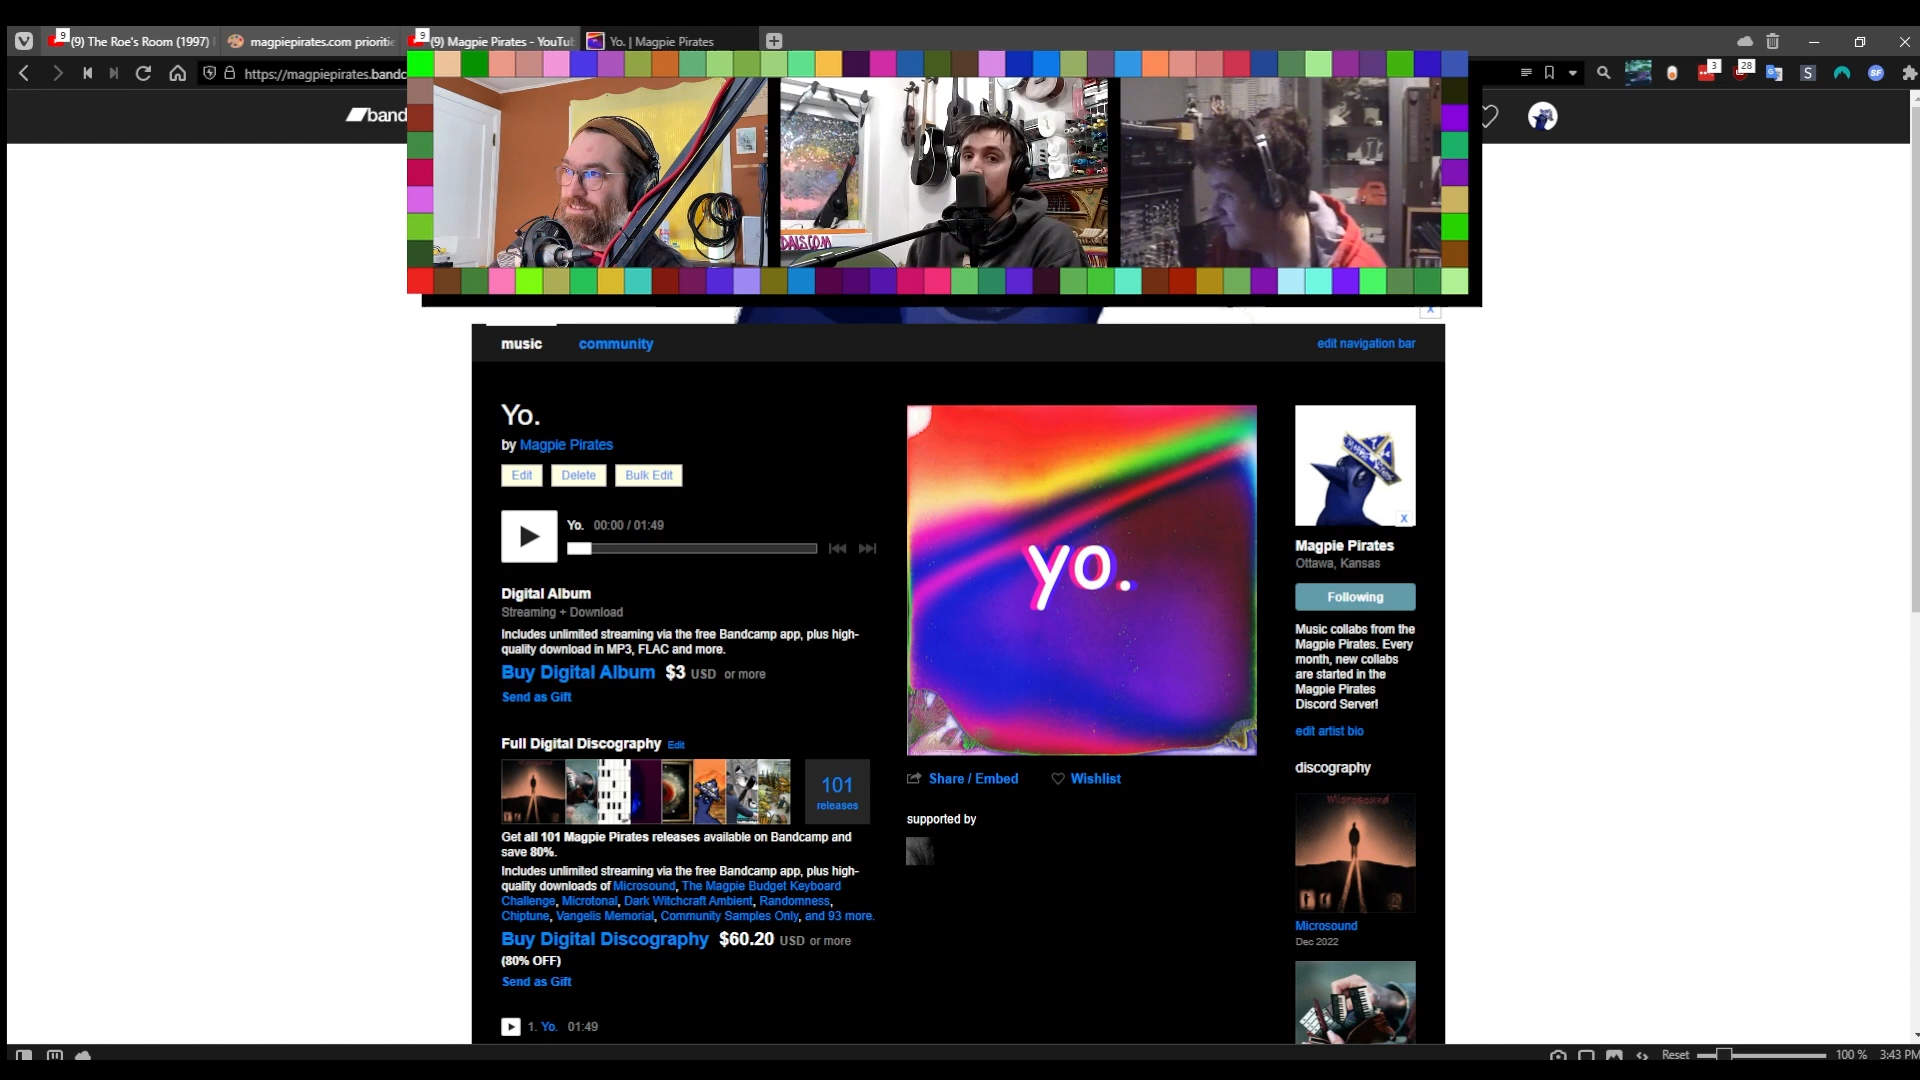 9
(9) The Roe's Room (1997)
magpiepirates.com prioriti
9
(9) Magpie Pirates - YouTu
Yo. | Magpie Pirates
https://magpiepirates.bandc
3
28
S
SF
band
DALS.COM
X
music
community
edit navigation bar
Yo.
by Magpie Pirates
Edit
Delete
Bulk Edit
Yo. 00:00 / 01:49
Digital Album
Streaming + Download
Includes unlimited streaming via the free Bandcamp app, plus high-
quality download in MP3, FLAC and more.
Buy Digital Album $3 USD or more
Send as Gift
Full Digital Discography Edit
101
releases
Get all 101 Magpie Pirates releases available on Bandcamp and
save 80%.
Includes unlimited streaming via the free Bandcamp app, plus high-
quality downloads of Microsound, The Magpie Budget Keyboard
Challenge, Microtonal, Dark Witchcraft Ambient, Randomness,
Chiptune, Vangelis Memorial, Community Samples Only, and 93 more.
Buy Digital Discography $60.20 USD or more
(80% OFF)
Send as Gift
1. Yo. 01:49
yo.
Share / Embed
Wishlist
supported by
X
Magpie Pirates
Ottawa, Kansas
Following
Music collabs from the
Magpie Pirates. Every
month, new collabs
are started in the
Magpie Pirates
Discord Server!
edit artist bio
discography
Microsound
Microsound
Dec 2022
Reset
100 %
3:43 PM